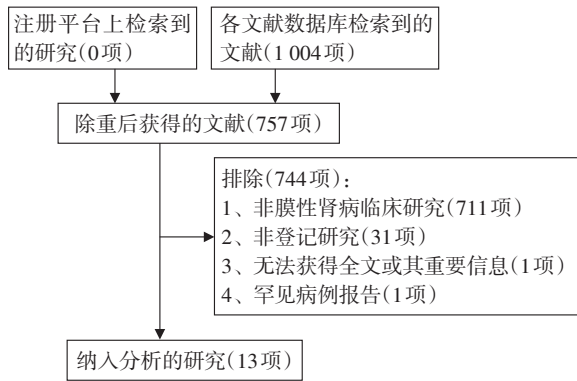 注册平台上检索到
的研究(0项)
各文献数据库检索到的
文献(1 004项)
除重后获得的文献(757项)
排除(744项)：
1、非膜性肾病临床研究(711项)
2、非登记研究(31项)
3、无法获得全文或其重要信息(1项)
4、罕见病例报告(1项)
纳入分析的研究(13项)